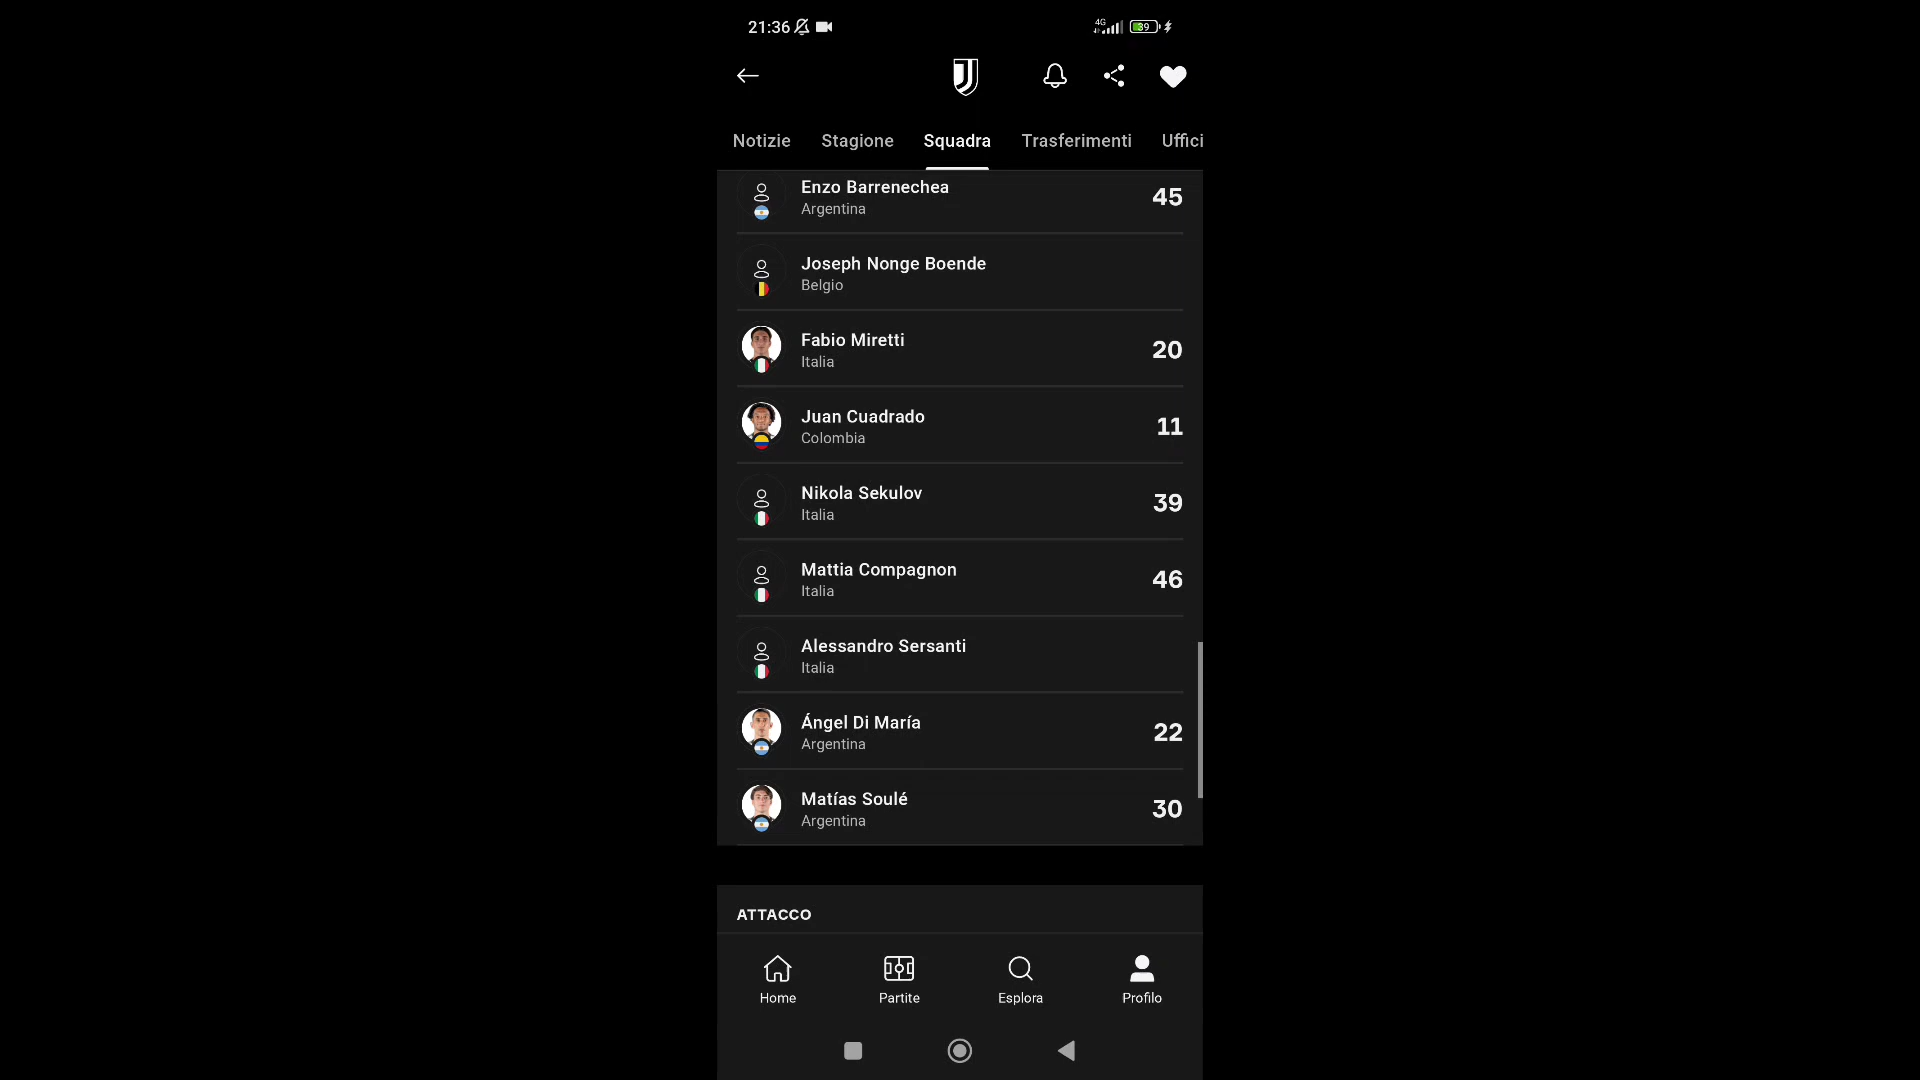 21:36
4G
39
Notizie Stagione Squadra Trasferimenti Uffici
Enzo Barrenechea
Argentina
45
Joseph Nonge Boende
Belgio
Fabio Miretti
Italia
20
Juan Cuadrado
Colombia
11
Nikola Sekulov
Italia
39
Mattia Compagnon
Italia
46
Alessandro Sersanti
Italia
Ángel Di María
Argentina
22
Matías Soulé
Argentina
30
ATTACCO
Home Partite Esplora Profilo